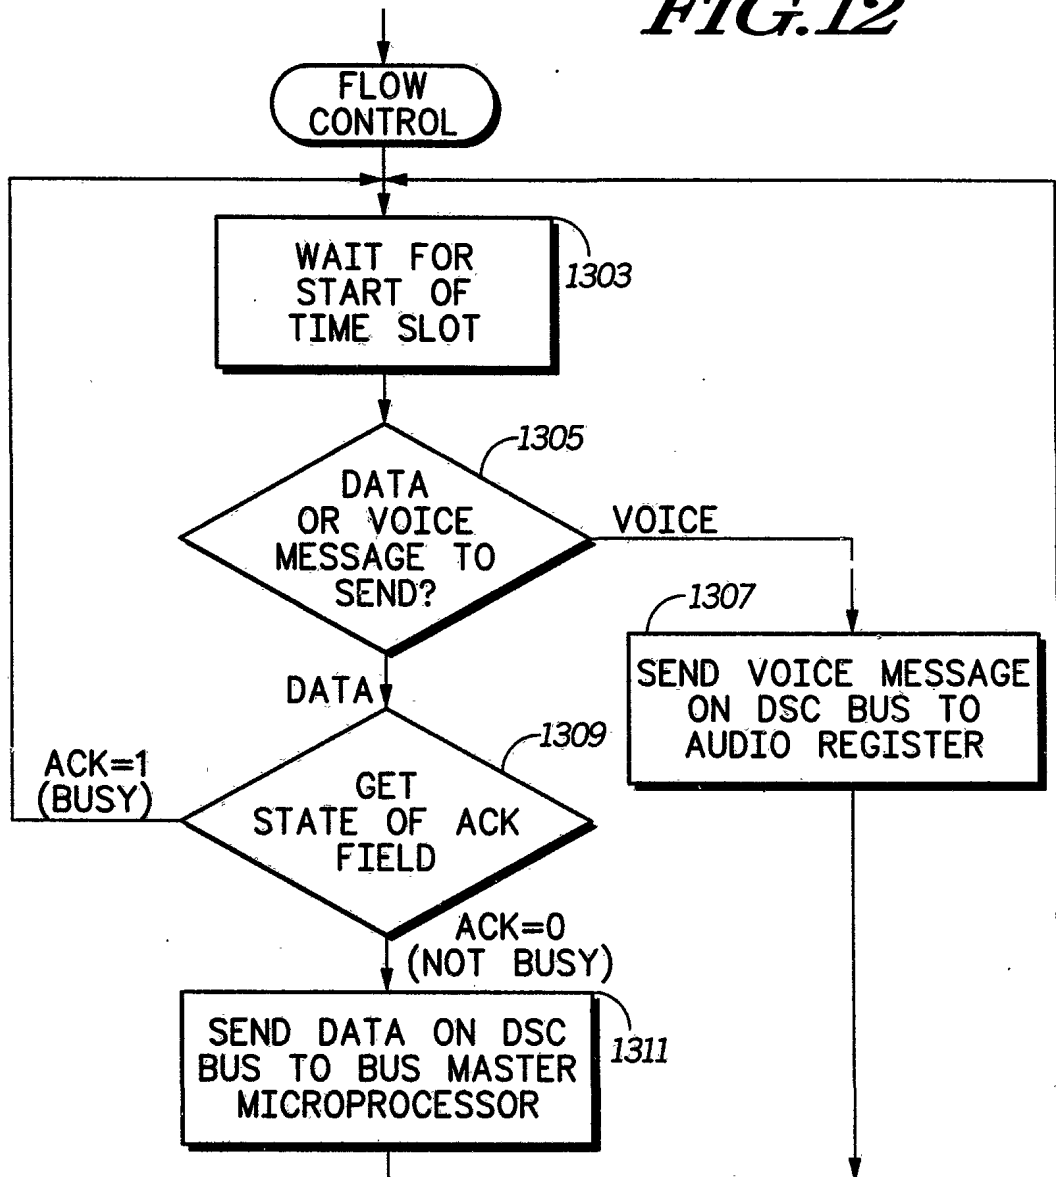 FIG.12
FLOW
CONTROL
WAIT FOR
START OF
TIME SLOT
1303
1305
DATA
OR VOICE
MESSAGE TO
SEND?
VOICE
1307
SEND VOICE MESSAGE
ON DSC BUS TO
AUDIO REGISTER
DATA
1309
GET
STATE OF ACK
FIELD
ACK=1
(BUSY)
ACK=0
(NOT BUSY)
SEND DATA ON DSC
BUS TO BUS MASTER
MICROPROCESSOR
1311